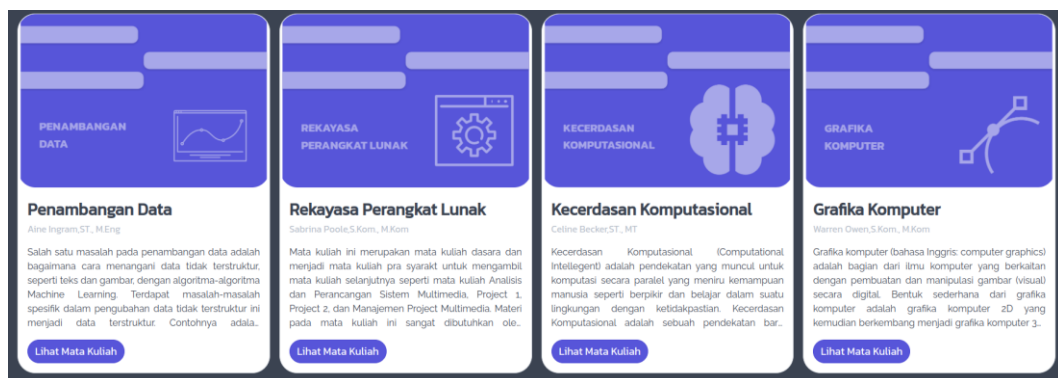 PENAMBANGAN
DATA
Penambangan Data
Aine Ingram,ST., M.Eng
Salah satu masalah pada penambangan data adalah
bagaimana cara menangani data tidak terstruktur,
seperti teks dan gambar, dengan algoritma-algoritma
Machine Learning. Terdapat masalah-masalah
spesifik dalam pengubahan data tidak terstruktur ini
menjadi data terstruktur. Contohnya adala...
Lihat Mata Kuliah
REKAYASA
PERANGKAT LUNAK
Rekayasa Perangkat Lunak
Sabrina Poole,S.Kom., M.Kom
Mata kuliah ini merupakan mata kuliah dasara dan
menjadi mata kuliah pra syarakt untuk mengambil
mata kuliah selanjutnya seperti mata kuliah Analisis
dan Perancangan Sistem Multimedia, Project 1,
Project 2, dan Manajemen Project Multimedia. Materi
pada mata kuliah ini sangat dibutuhkan ole...
Lihat Mata Kuliah
KECERDASAN
KOMPUTASIONAL
Kecerdasan Komputasional
Celine Becker,ST., MT
Kecerdasan Komputasional (Computational
Intellegent) adalah pendekatan yang muncul untuk
komputasi secara paralel yang meniru kemampuan
manusia seperti berpikir dan belajar dalam suatu
lingkungan dengan ketidakpastian. Kecerdasan
Komputasional adalah sebuah pendekatan bar...
Lihat Mata Kuliah
GRAFIKA
KOMPUTER
Grafika Komputer
Warren Owen,S.Kom., M.Kom
Grafika komputer (bahasa Inggris: computer graphics)
adalah bagian dari ilmu komputer yang berkaitan
dengan pembuatan dan manipulasi gambar (visual)
secara digital. Bentuk sederhana dari grafika
komputer adalah grafika komputer 2D yang
kemudian berkembang menjadi grafika komputer 3...
Lihat Mata Kuliah